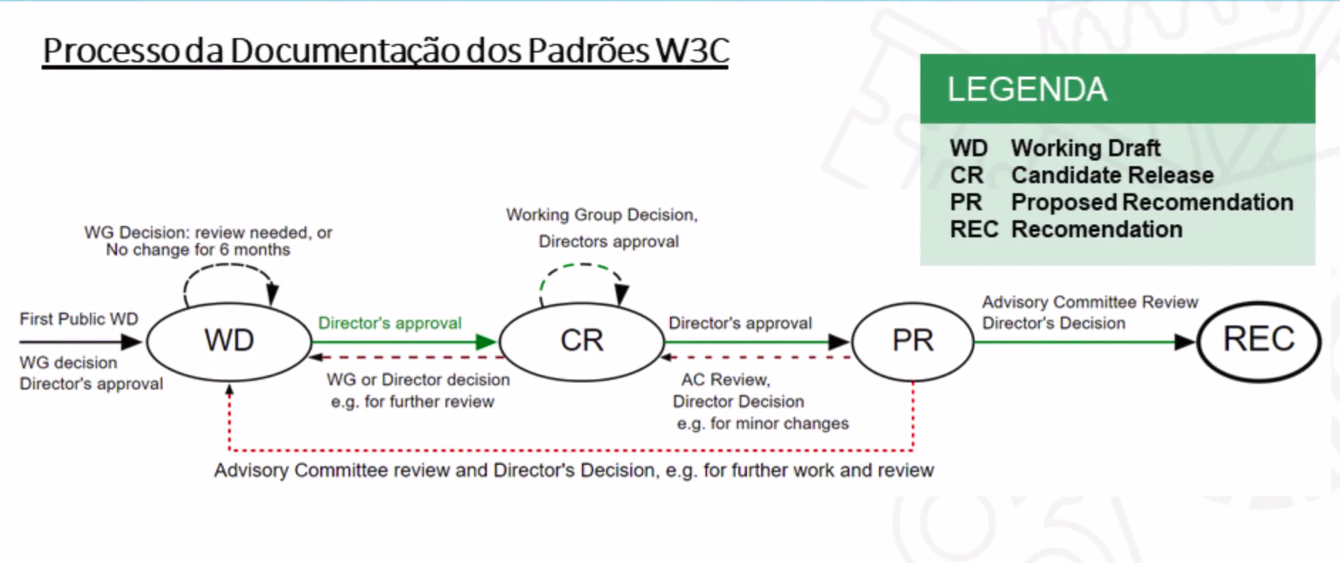 Processo da Documentação dos Padrões W3C
LEGENDA
WD Working Draft
CR Candidate Release
PR Proposed Recomendation
REC Recomendation
WG Decision: review needed, or
No change for 6 months
Working Group Decision,
Directors approval
First Public WD
WG decision
Director's approval
WD
Director's approval
WG or Director decision
e.g. for further review
CR
Director's approval
AC Review,
Director Decision
e.g. for minor changes
PR
Advisory Committee Review
Director's Decision
REC
Advisory Committee review and Director's Decision, e.g. for further work and review